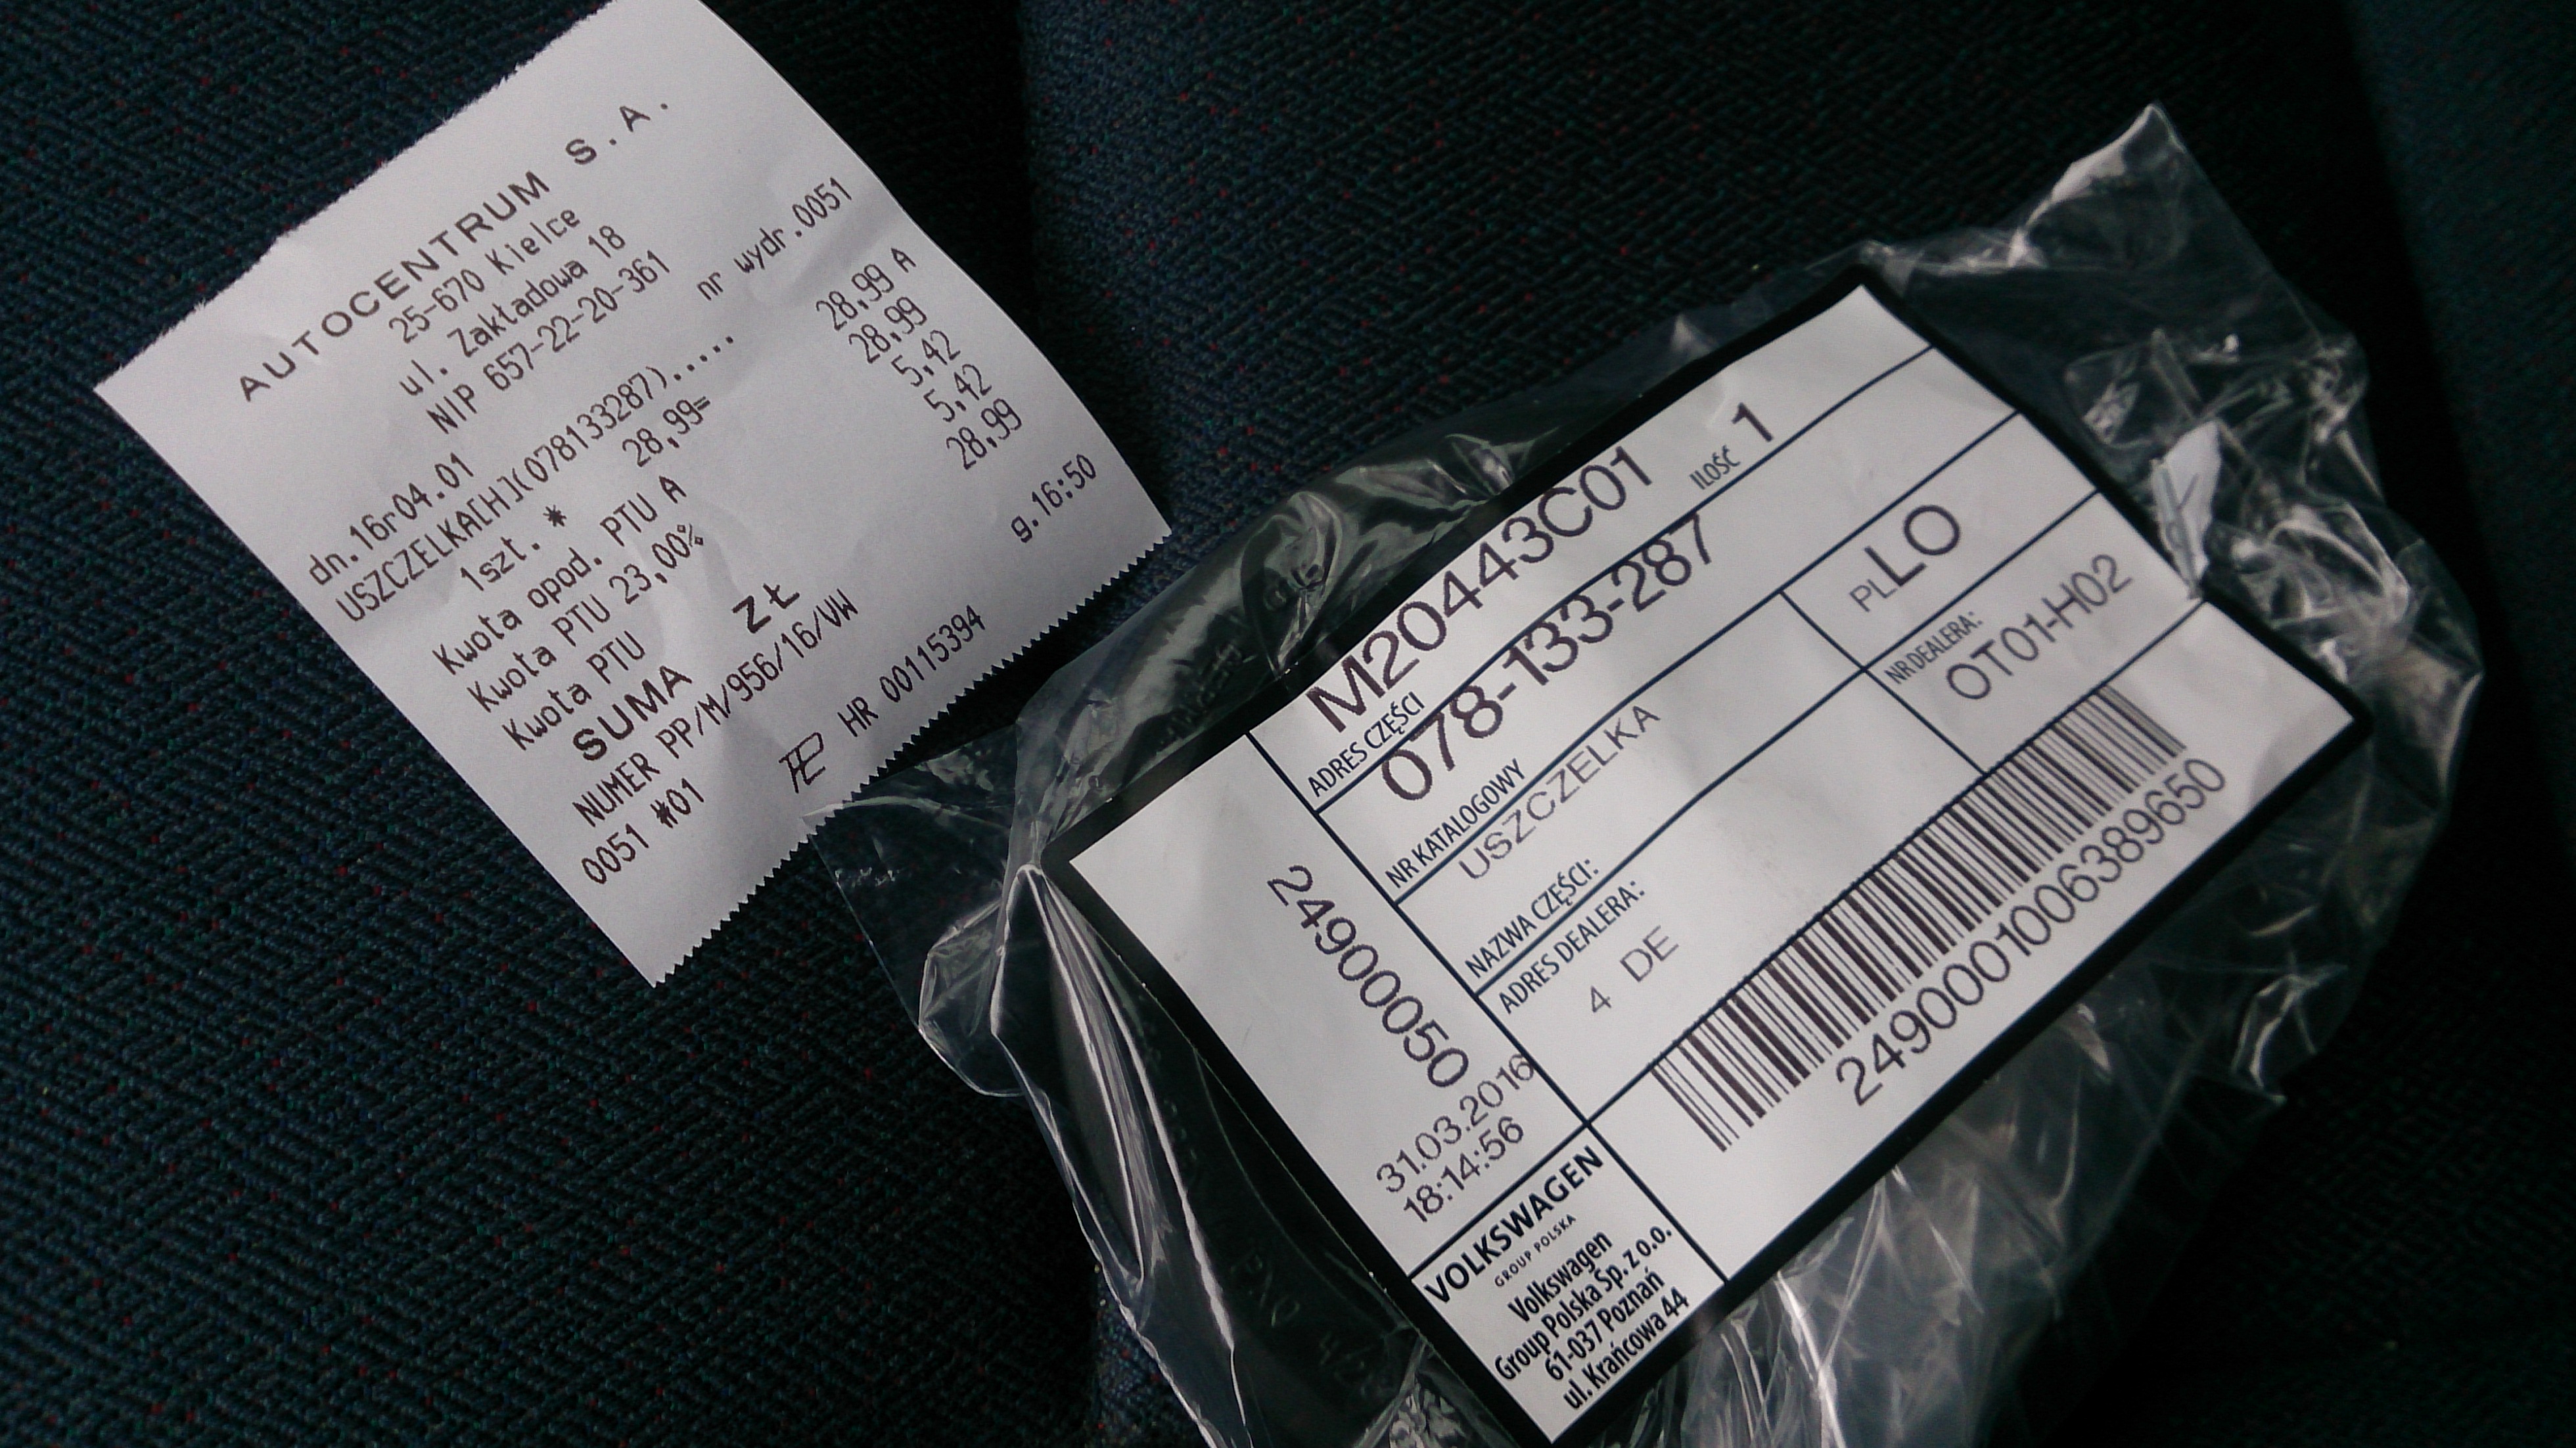 AUTOCENTRUM S.A.
25-670 Kielce
ul. Zakładowa 18
NIP 657-22-20-361
dn.16r04.01 nr wydr.0051
USZCZELKA[H](078133287).....
1szt. * 28,99= 28,99 A
Kwota opod. PTU A 28,99
Kwota PTU 23,00% 5,42
Kwota PTU 5,42
SUMA ZŁ 28,99
NUMER PP/M/956/16/VW
0051 #01 g.16:50
HR 00115394
M20443C01
ADRES CZĘŚCI
ILOŚĆ 1
078-133-287
NR KATALOGOWY
USZCZELKA
NAZWA CZĘŚCI:
PLLO
ADRES DEALERA:
4 DE
NR DEALERA:
OT01-H02
24900050
31.03.2016
18:14:56
249000100638965​0
VOLKSWAGEN
GROUP POLSKA
Volkswagen
Group Polska Sp. z o.o.
61-037 Poznań
ul. Krańcowa 44